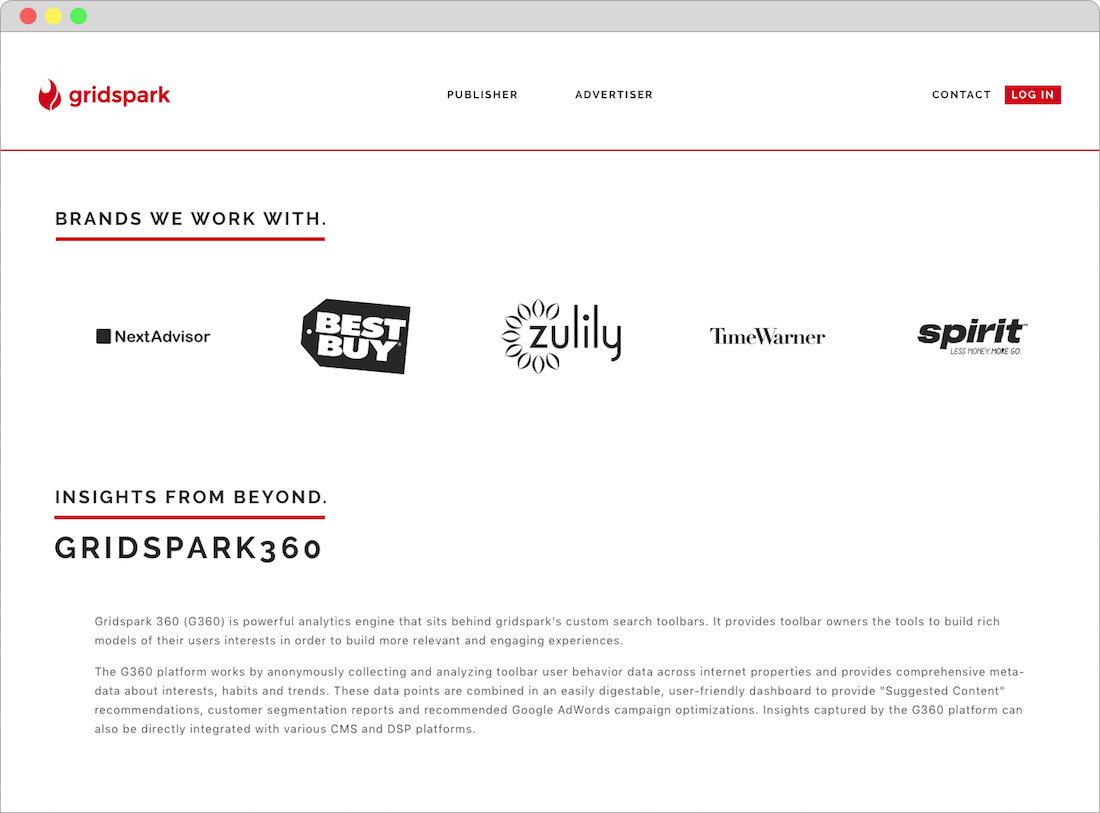 gridspark
PUBLISHER
ADVERTISER
CONTACT
LOG IN
BRANDS WE WORK WITH.
NextAdvisor
BEST
BUY
zulily
TimeWarner
spirit
LESS MONEY. MORE GO.
INSIGHTS FROM BEYOND.
GRIDSPARK360
Gridspark 360 (G360) is powerful analytics engine that sits behind gridspark's custom search toolbars. It provides toolbar owners the tools to build rich
models of their users interests in order to build more relevant and engaging experiences.
The G360 platform works by anonymously collecting and analyzing toolbar user behavior data across internet properties and provides comprehensive meta-
data about interests, habits and trends. These data points are combined in an easily digestable, user-friendly dashboard to provide "Suggested Content"
recommendations, customer segmentation reports and recommended Google AdWords campaign optimizations. Insights captured by the G360 platform can
also be directly integrated with various CMS and DSP platforms.